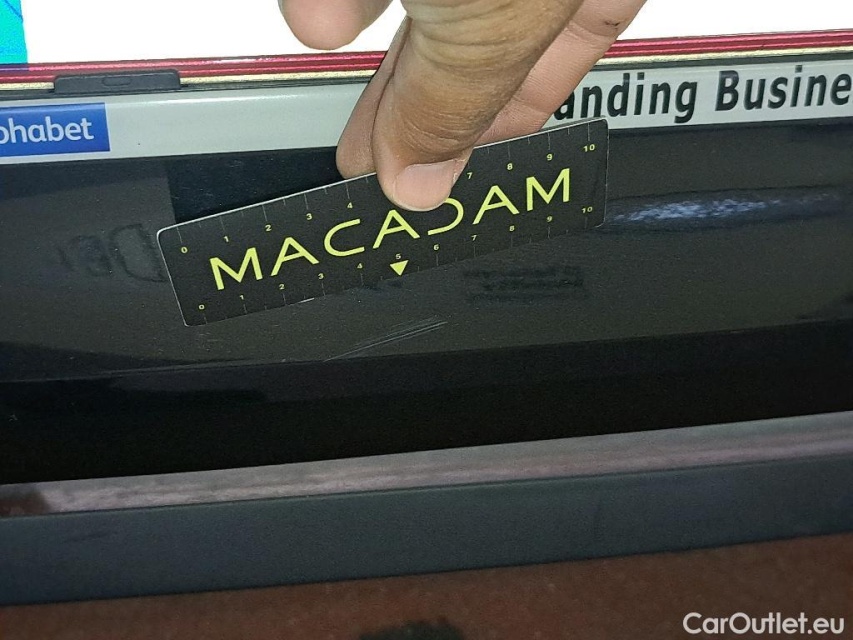 phabet
anding Busine
0 1 2 3 4 7 8 9 10
MACADAM
0 1 2 3 4 5 6 7 8 9 10
CarOutlet.eu